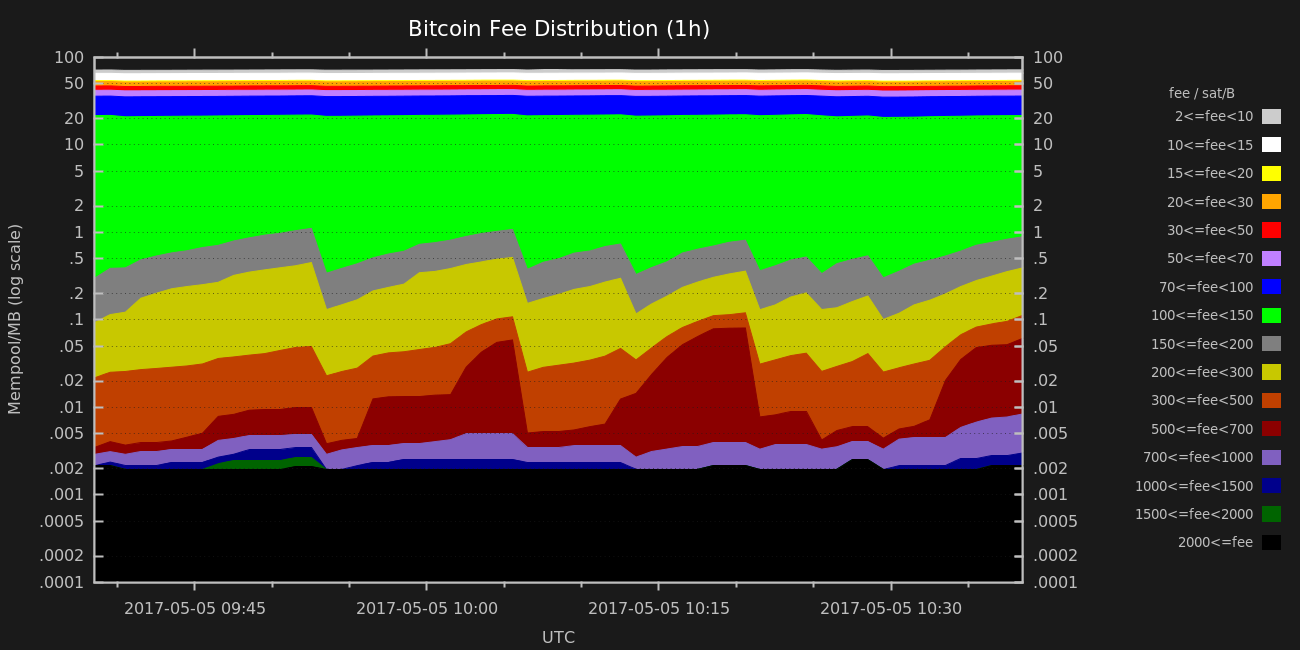 Bitcoin Fee Distribution (1h)
100 100
50 50
20 20
10 10
5 5
2 2
1 1
.5 .5
.2 .2
.1 .1
.05 .05
.02 .02
.01 .01
.005 .005
.002 .002
.001 .001
.0005 .0005
.0002 .0002
.0001 .0001
Mempool/MB (log scale)
2017-05-05 09:45 2017-05-05 10:00 2017-05-05 10:15 2017-05-05 10:30
UTC
fee / sat/B
2<=fee<10
10<=fee<15
15<=fee<20
20<=fee<30
30<=fee<50
50<=fee<70
70<=fee<100
100<=fee<150
150<=fee<200
200<=fee<300
300<=fee<500
500<=fee<700
700<=fee<1000
1000<=fee<1500
1500<=fee<2000
2000<=fee